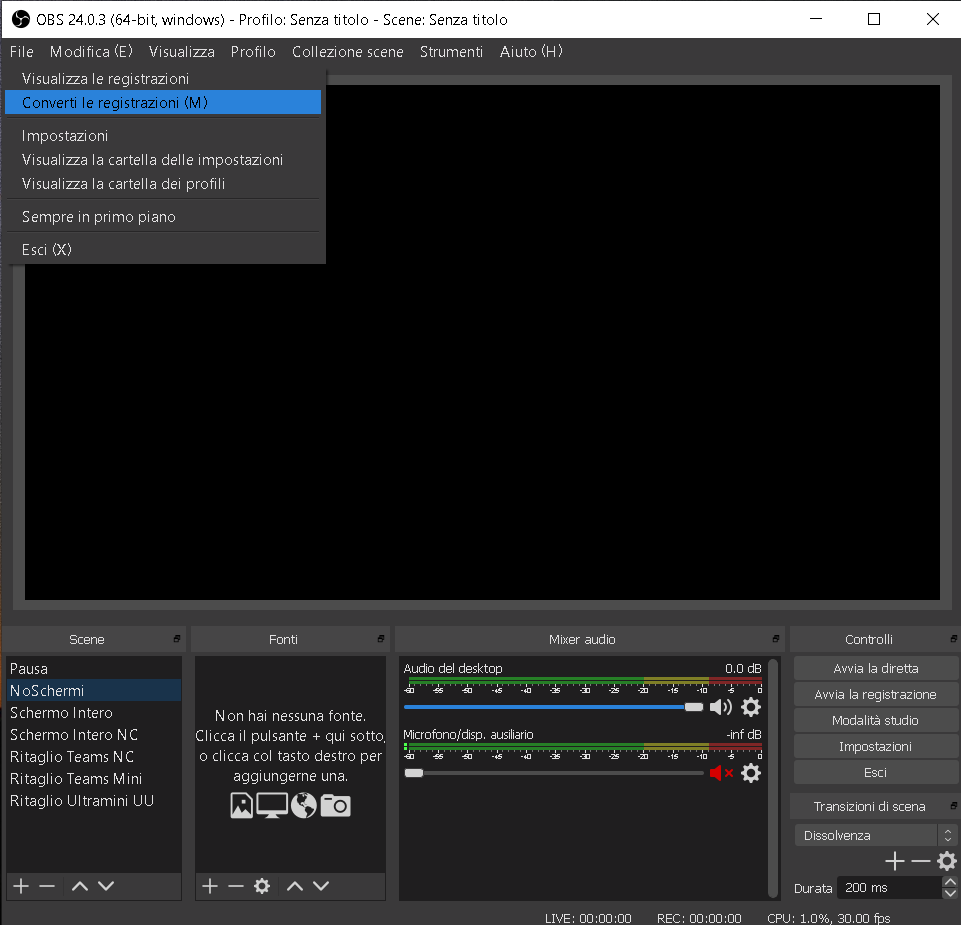 OBS 24.0.3 (64-bit, windows) - Profilo: Senza titolo - Scene: Senza titolo
File Modifica (E) Visualizza Profilo Collezione scene Strumenti Aiuto (H)
Visualizza le registrazioni
Converti le registrazioni (M)
Impostazioni
Visualizza la cartella delle impostazioni
Visualizza la cartella dei profili
Sempre in primo piano
Esci (X)
Scene
Pausa
NoSchermi
Schermo Intero
Schermo Intero NC
Ritaglio Teams NC
Ritaglio Teams Mini
Ritaglio Ultramini UU
Fonti
Non hai nessuna fonte.
Clicca il pulsante + qui sotto,
o clicca col tasto destro per
aggiungerne una.
Mixer audio
Audio del desktop 0.0 dB
-60 -55 -50 -45 -40 -35 -30 -25 -20 -15 -10 -5 0
Microfono/disp. ausiliario -inf dB
-60 -55 -50 -45 -40 -35 -30 -25 -20 -15 -10 -5 0
Controlli
Avvia la diretta
Avvia la registrazione
Modalità studio
Impostazioni
Esci
Transizioni di scena
Dissolvenza
Durata 200 ms
LIVE: 00:00:00 REC: 00:00:00 CPU: 1.0%, 30.00 fps